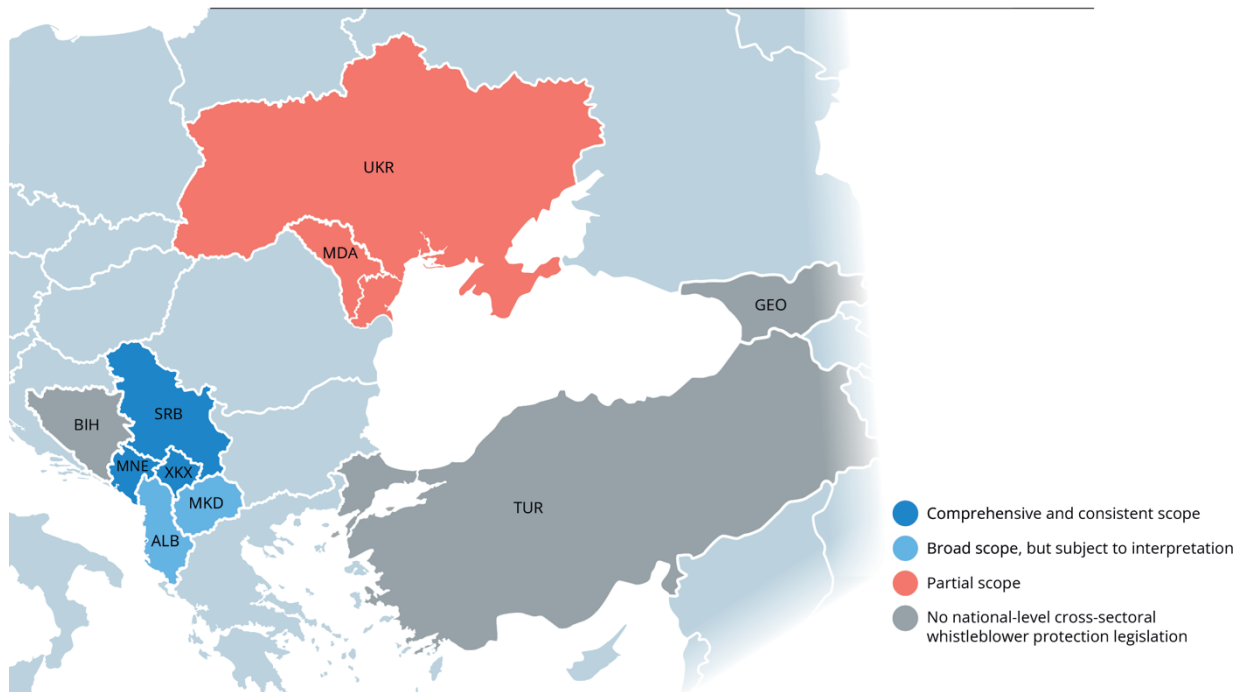 UKR
MDA
GEO
SRB
BIH
MNE
XKX
MKD
TUR
ALB
Comprehensive and consistent scope
Broad scope, but subject to interpretation
Partial scope
No national-level cross-sectoral
whistleblower protection legislation